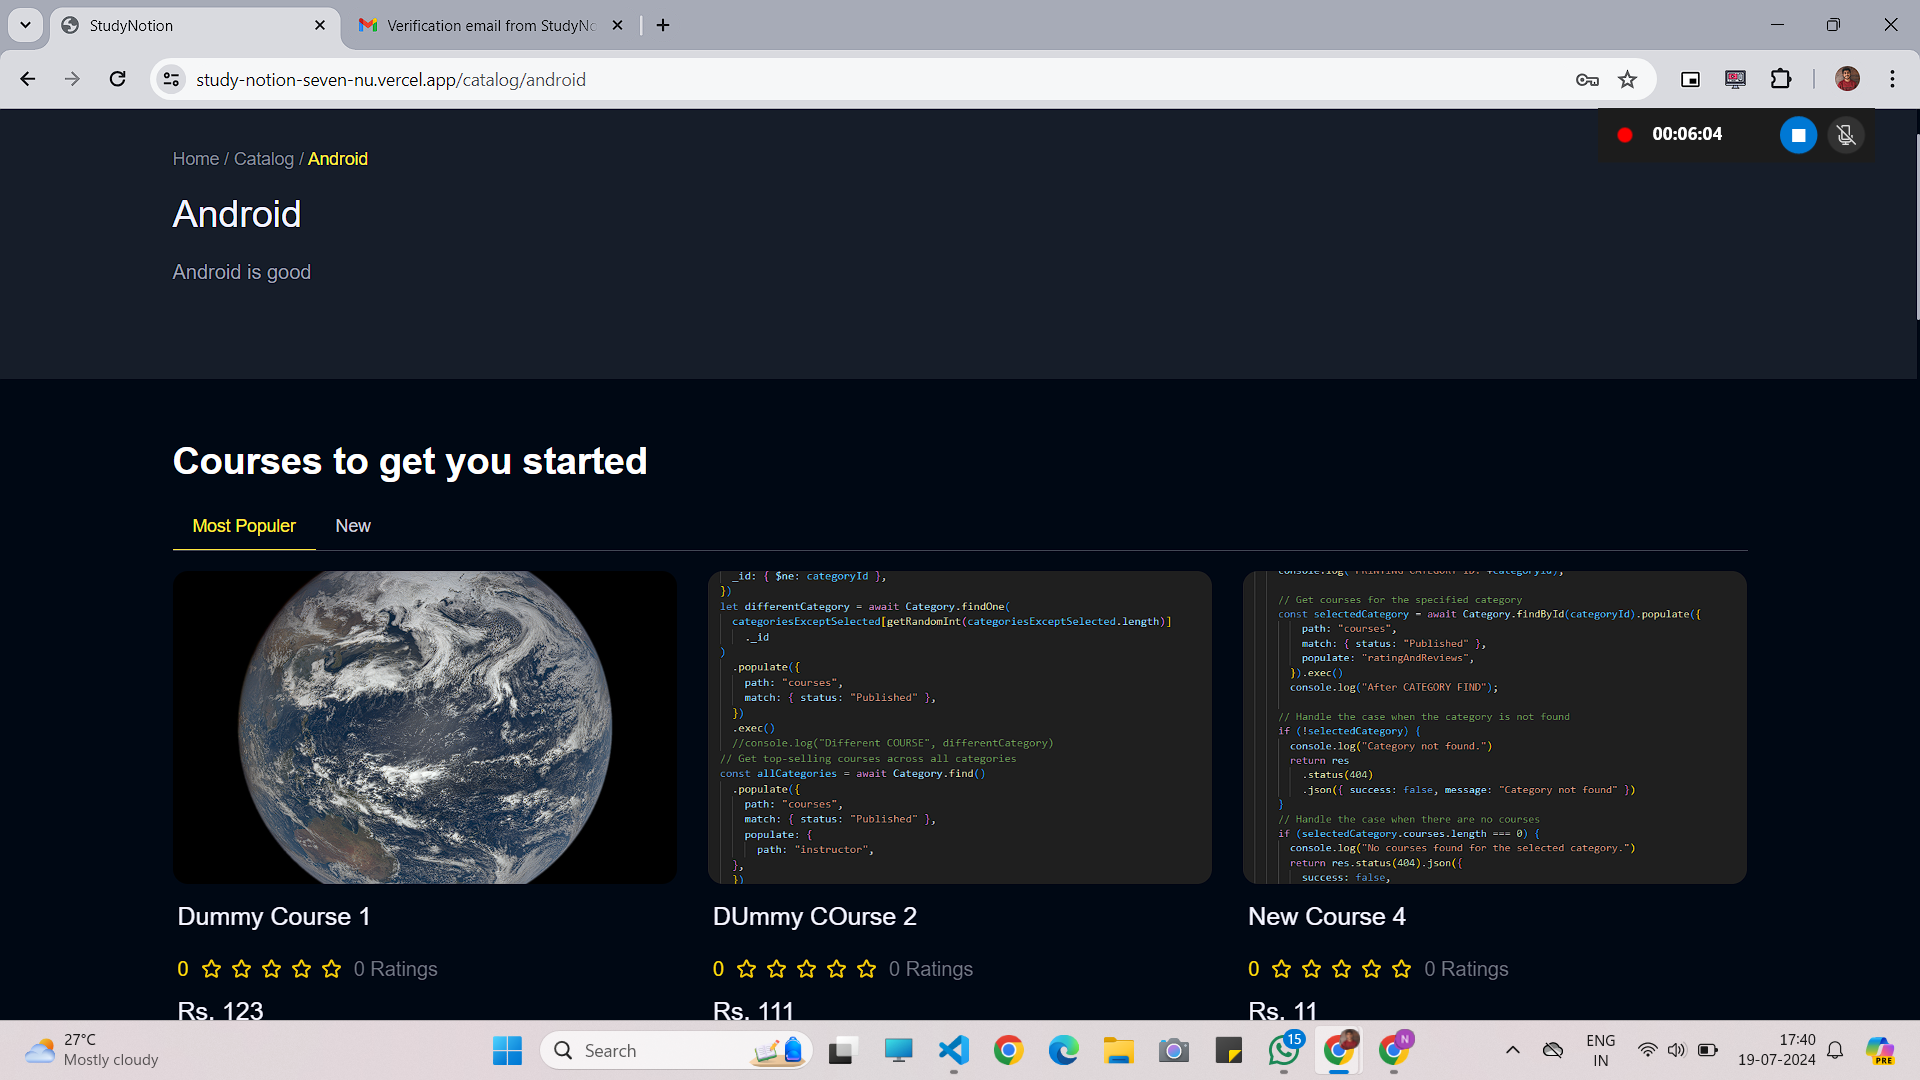 StudyNotion
Verification email from StudyNo
study-notion-seven-nu.vercel.app/catalog/android
00:06:04
Home / Catalog / Android
Android
Android is good
Courses to get you started
Most Populer
New
_id: { $ne: categoryId },
})
let differentCategory = await Category.findOne(
categoriesExceptSelected[getRandomInt(categoriesExceptSelected.length)]
._id
)
.populate({
path: "courses",
match: { status: "Published" },
})
.exec()
//console.log("Different COURSE", differentCategory)
// Get top-selling courses across all categories
const allCategories = await Category.find()
.populate({
path: "courses",
match: { status: "Published" },
populate: {
path: "instructor",
},
})
console.log("PRINTING CATEGORY ID: "+categoryId);
// Get courses for the specified category
const selectedCategory = await Category.findById(categoryId).populate({
path: "courses",
match: { status: "Published" },
populate: "ratingAndReviews",
}).exec()
console.log("After CATEGORY FIND");
// Handle the case when the category is not found
if (!selectedCategory) {
console.log("Category not found.")
return res
.status(404)
.json({ success: false, message: "Category not found" })
}
// Handle the case when there are no courses
if (selectedCategory.courses.length === 0) {
console.log("No courses found for the selected category.")
return res.status(404).json({
success: false,
Dummy Course 1
DUmmy COurse 2
New Course 4
0 0 Ratings
0 0 Ratings
0 0 Ratings
Rs. 123
Rs. 111
Rs. 11
27°C
Mostly cloudy
Search
15
N
ENG
IN
17:40
19-07-2024
PRE